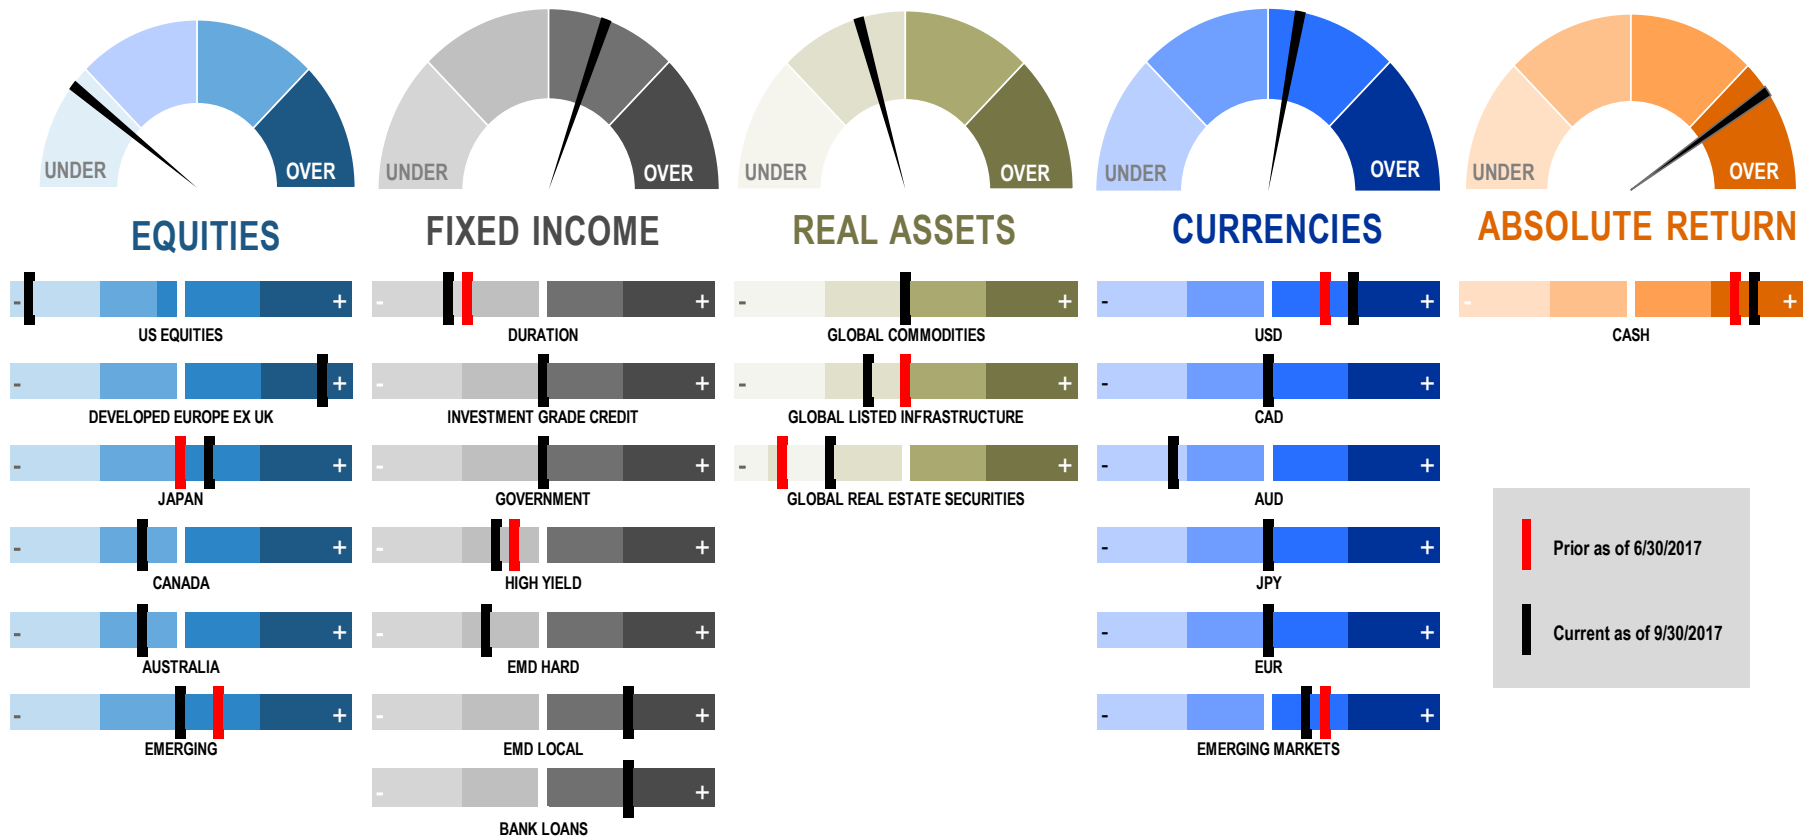 UNDER
OVER
UNDER
OVER
UNDER
OVER
UNDER
OVER
UNDER
OVER
EQUITIES
FIXED INCOME
REAL ASSETS
CURRENCIES
ABSOLUTE RETURN
- +
US EQUITIES
- +
DEVELOPED EUROPE EX UK
- +
JAPAN
- +
CANADA
- +
AUSTRALIA
- +
EMERGING
- +
DURATION
- +
INVESTMENT GRADE CREDIT
- +
GOVERNMENT
- +
HIGH YIELD
- +
EMD HARD
- +
EMD LOCAL
- +
BANK LOANS
- +
GLOBAL COMMODITIES
- +
GLOBAL LISTED INFRASTRUCTURE
- +
GLOBAL REAL ESTATE SECURITIES
- +
USD
- +
CAD
- +
AUD
- +
JPY
- +
EUR
- +
EMERGING MARKETS
- +
CASH
Prior as of 6/30/2017
Current as of 9/30/2017